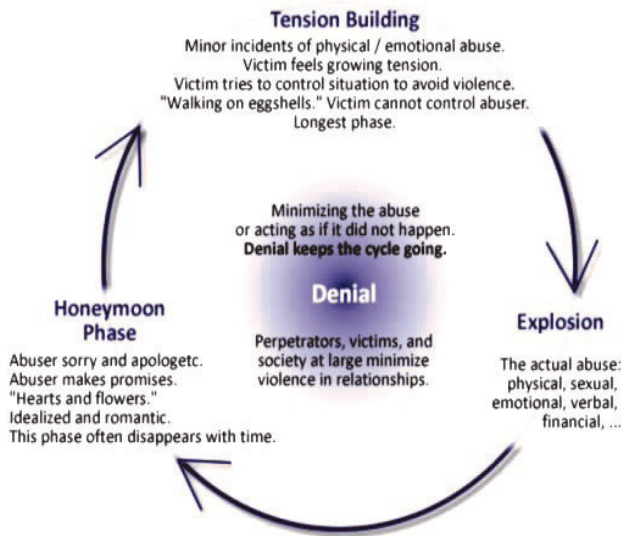 Tension Building
Minor incidents of physical / emotional abuse.
Victim feels growing tension.
Victim tries to control situation to avoid violence.
"Walking on eggshells." Victim cannot control abuser.
Longest phase.
Minimizing the abuse
or acting as if it did not happen.
Denial keeps the cycle going.
Denial
Perpetrators, victims, and
society at large minimize
violence in relationships.
Explosion
The actual abuse:
physical, sexual,
emotional, verbal,
financial, ...
Honeymoon
Phase
Abuser sorry and apologetc.
Abuser makes promises.
"Hearts and flowers."
Idealized and romantic.
This phase often disappears with time.